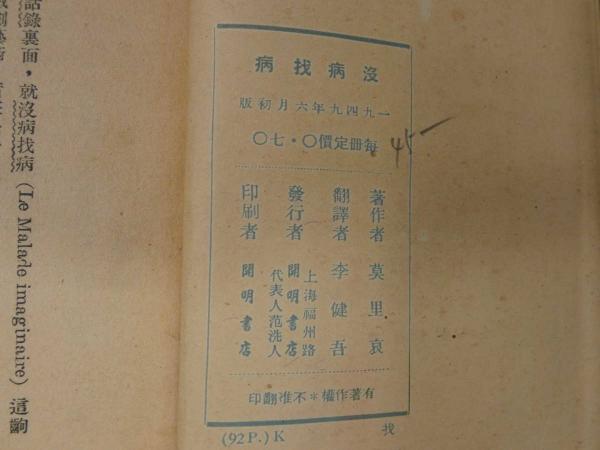 沒病找病
一九四九年六月初版
每册定價〇・七〇
45
著作者 莫里哀
翻譯者 李健吾
發行者 上海福州路
開明書店
代表人范洗人
印刷者 開明書店
有著作權＊不准翻印
找
(92 P.) K
話錄裏面，就沒病找病 (Le Malade imaginaire) 這齣